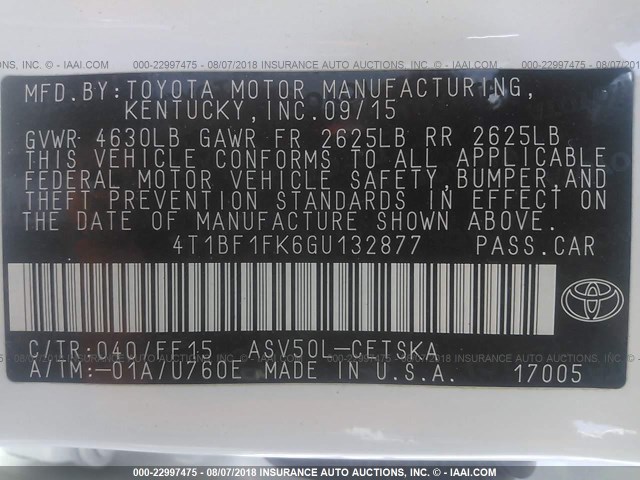 000-22997475 - 08/07/2018 INSURANCE AUTO AUCTIONS, INC. - IAAI.COM
MFD.BY:TOYOTA MOTOR MANUFACTURING,
KENTUCKY,INC.09/15
GVWR 4630LB GAWR FR 2625LB RR 2625LB
THIS VEHICLE CONFORMS TO ALL APPLICABLE
FEDERAL MOTOR VEHICLE SAFETY,BUMPER,AND
THEFT PREVENTION STANDARDS IN EFFECT ON
THE DATE OF MANUFACTURE SHOWN ABOVE.
4T1BF1FK6GU132877 PASS.CAR
C/TR:040/FF15 ASV50L-CETSKA
A/TM:-01A/U760E MADE IN U.S.A. 17005
000-22997475 - 08/07/2018 INSURANCE AUTO AUCTIONS, INC. - IAAI.COM